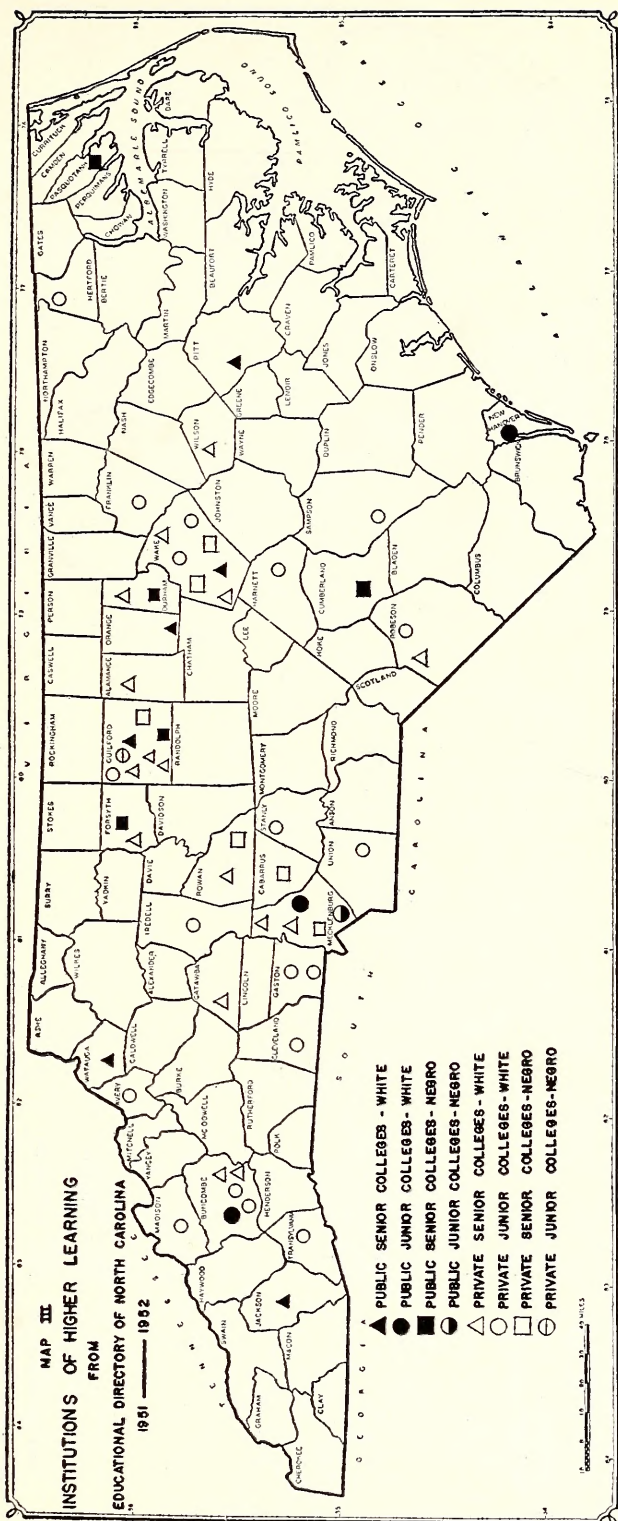 MAP III
INSTITUTIONS OF HIGHER LEARNING
FROM
EDUCATIONAL DIRECTORY OF NORTH CAROLINA
1951 —— 1952
VIRGINIA
TENNESSEE
GEORGIA
SOUTH CAROLINA
ATLANTIC OCEAN
ALBEMARLE SOUND
PAMLICO SOUND
CHEROKEE
GRAHAM
CLAY
SWAIN
MACON
JACKSON
HAYWOOD
TRANSYLVANIA
MADISON
BUNCOMBE
HENDERSON
YANCEY
MITCHELL
AVERY
MCDOWELL
RUTHERFORD
POLK
WATAUGA
CALDWELL
BURKE
CLEVELAND
ASHE
ALLEGHANY
WILKES
ALEXANDER
CATAWBA
LINCOLN
GASTON
SURRY
YADKIN
IREDELL
DAVIE
ROWAN
CABARRUS
MECKLENBURG
STOKES
FORSYTH
DAVIDSON
STANLY
UNION
ANSON
ROCKINGHAM
GUILFORD
RANDOLPH
MONTGOMERY
RICHMOND
CASWELL
ALAMANCE
CHATHAM
MOORE
SCOTLAND
HOKE
LEE
PERSON
ORANGE
DURHAM
GRANVILLE
VANCE
WARREN
WAKE
HARNETT
CUMBERLAND
ROBESON
BLADEN
COLUMBUS
FRANKLIN
JOHNSTON
SAMPSON
NASH
WILSON
WAYNE
DUPLIN
PENDER
NEW
HANOVER
BRUNSWICK
NORTHAMPTON
HALIFAX
EDGECOMBE
PITT
GREENE
LENOIR
JONES
ONSLOW
CRAVEN
PAMLICO
CARTERET
MARTIN
BEAUFORT
HERTFORD
BERTIE
GATES
CHOWAN
PERQUIMANS
PASQUOTANK
CAMDEN
CURRITUCK
WASHINGTON
TYRRELL
DARE
HYDE
PUBLIC SENIOR COLLEGES - WHITE
PUBLIC JUNIOR COLLEGES - WHITE
PUBLIC SENIOR COLLEGES - NEGRO
PUBLIC JUNIOR COLLEGES - NEGRO
PRIVATE SENIOR COLLEGES - WHITE
PRIVATE JUNIOR COLLEGES - WHITE
PRIVATE SENIOR COLLEGES - NEGRO
PRIVATE JUNIOR COLLEGES - NEGRO
MILES